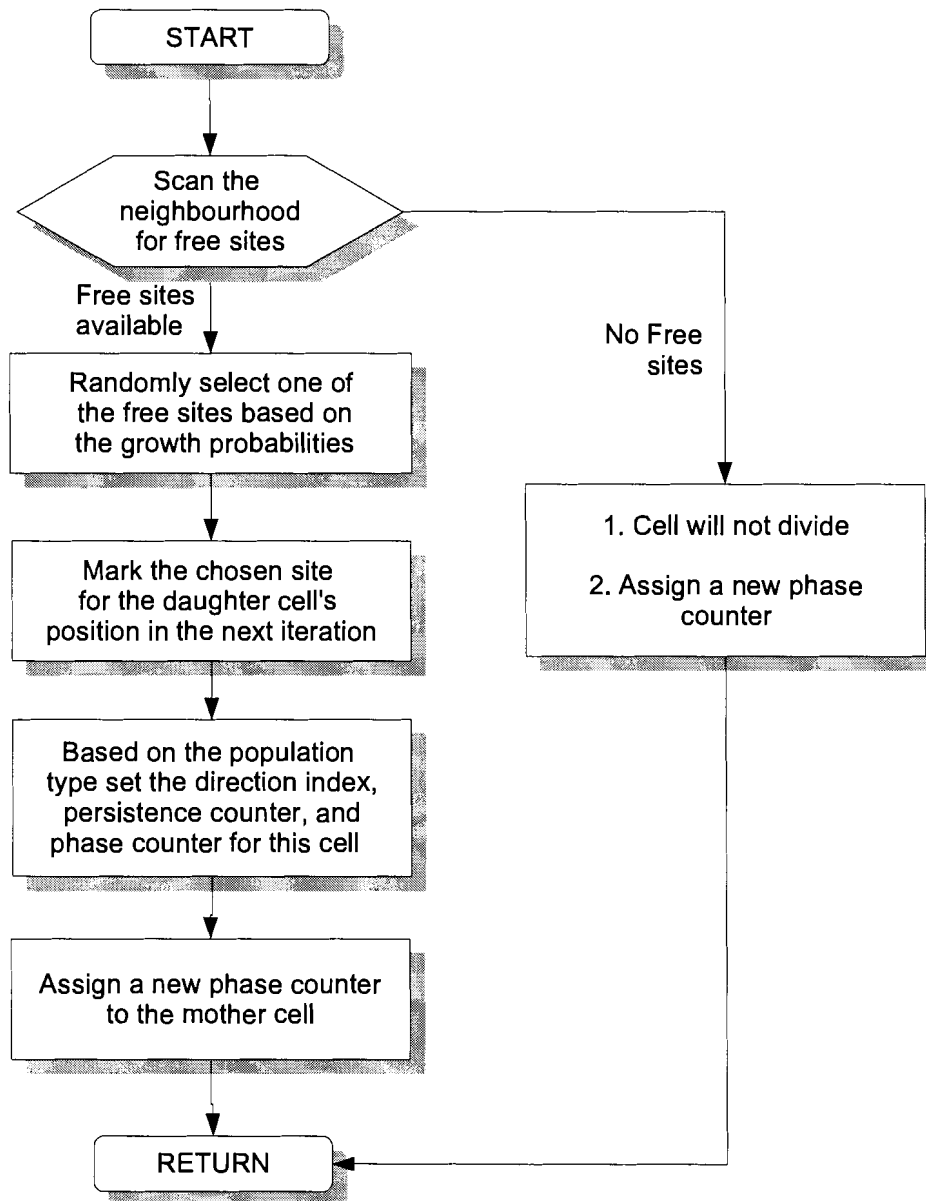 START
Scan the
neighbourhood
for free sites
Free sites
available
No Free
sites
Randomly select one of
the free sites based on
the growth probabilities
1. Cell will not divide
2. Assign a new phase
counter
Mark the chosen site
for the daughter cell's
position in the next iteration
Based on the population
type set the direction index,
persistence counter, and
phase counter for this cell
Assign a new phase counter
to the mother cell
RETURN